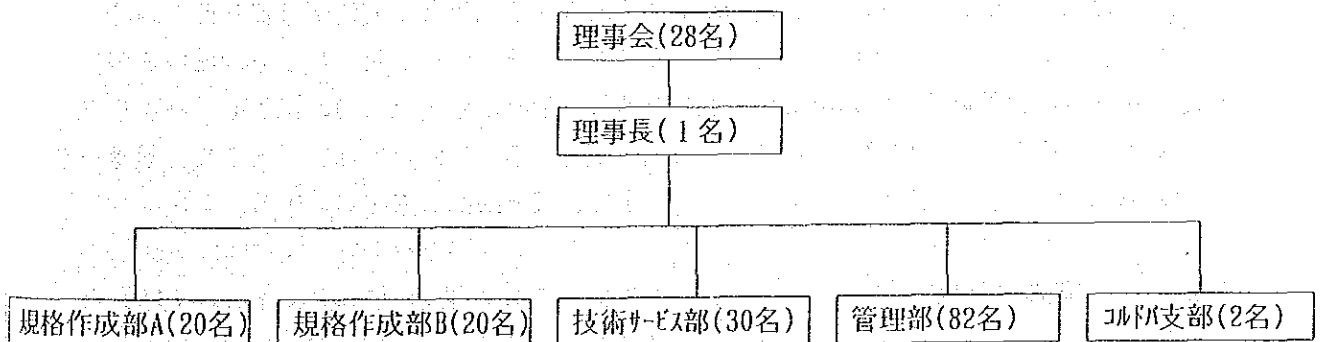 理事会(28名)
理事長(1名)
規格作成部A(20名)
規格作成部B(20名)
技術ｻｰﾋﾞｽ部(30名)
管理部(82名)
ｺﾙﾄﾞﾊﾞ支部(2名)